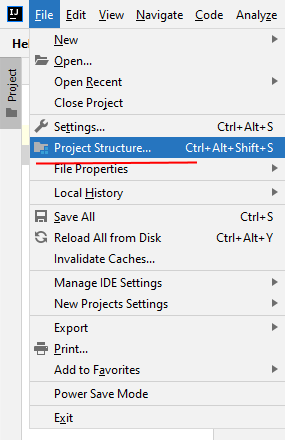 IJ File Edit View Navigate Code Analyze
Hel
Project
New
Open...
Open Recent
Close Project
Settings... Ctrl+Alt+S
Project Structure... Ctrl+Alt+Shift+S
File Properties
Local History
Save All Ctrl+S
Reload All from Disk Ctrl+Alt+Y
Invalidate Caches...
Manage IDE Settings
New Projects Settings
Export
Print...
Add to Favorites
Power Save Mode
Exit